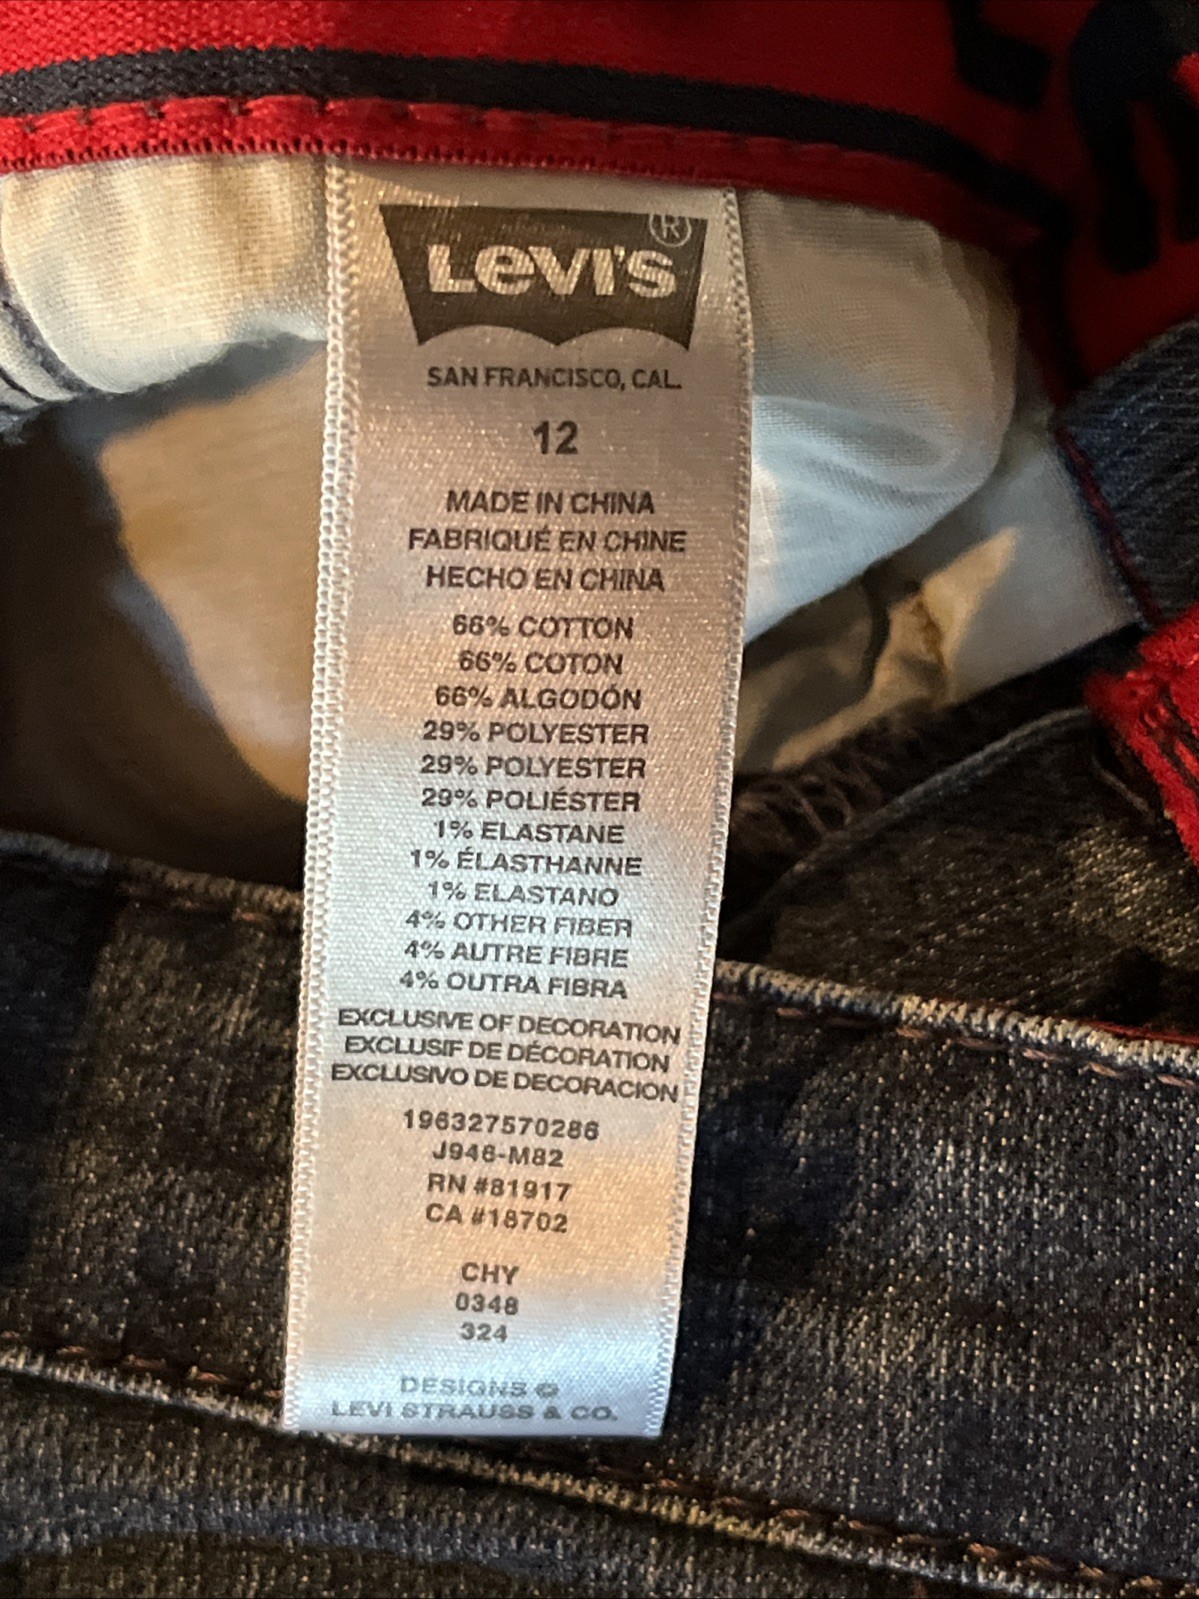 LEVI'S ®
SAN FRANCISCO, CAL.
12
MADE IN CHINA
FABRIQUÉ EN CHINE
HECHO EN CHINA
66% COTTON
66% COTON
66% ALGODÓN
29% POLYESTER
29% POLYESTER
29% POLIÉSTER
1% ELASTANE
1% ÉLASTHANNE
1% ELASTANO
4% OTHER FIBER
4% AUTRE FIBRE
4% OUTRA FIBRA
EXCLUSIVE OF DECORATION
EXCLUSIF DE DÉCORATION
EXCLUSIVO DE DECORACION
196327570286
J946-M82
RN #81917
CA #18702
CHY
0348
324
DESIGNS ©
LEVI STRAUSS & CO.